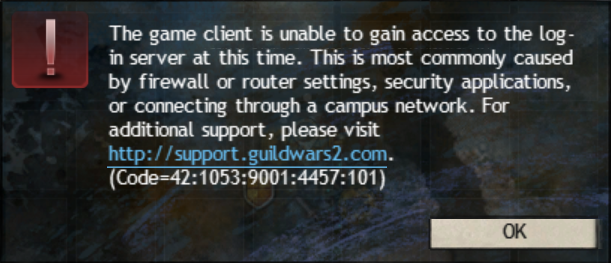 The game client is unable to gain access to the log-
in server at this time. This is most commonly caused
by firewall or router settings, security applications,
or connecting through a campus network. For
additional support, please visit
http://support.guildwars2.com.
(Code=42:1053:9001:4457:101)
OK